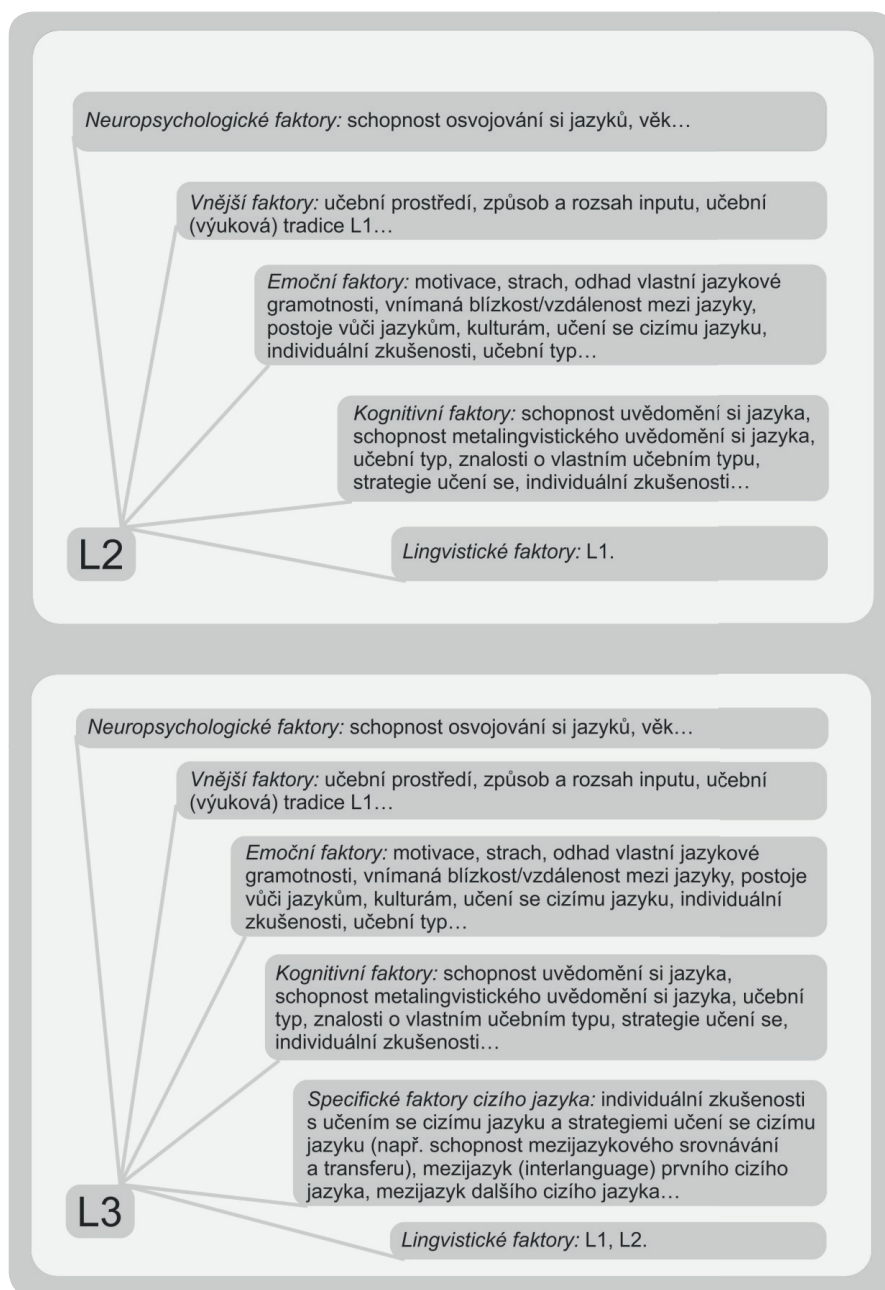 Neuropsychologické faktory: schopnost osvojování si jazyků, věk…
Vnější faktory: učební prostředí, způsob a rozsah inputu, učební
(výuková) tradice L1…
Emoční faktory: motivace, strach, odhad vlastní jazykové
gramotnosti, vnímaná blízkost/vzdálenost mezi jazyky,
postoje vůči jazykům, kulturám, učení se cizímu jazyku,
individuální zkušenosti, učební typ…
Kognitivní faktory: schopnost uvědomění si jazyka,
schopnost metalingvistického uvědomění si jazyka,
učební typ, znalosti o vlastním učebním typu,
strategie učení se, individuální zkušenosti…
L2
Lingvistické faktory: L1.
Neuropsychologické faktory: schopnost osvojování si jazyků, věk…
Vnější faktory: učební prostředí, způsob a rozsah inputu, učební
(výuková) tradice L1…
Emoční faktory: motivace, strach, odhad vlastní jazykové
gramotnosti, vnímaná blízkost/vzdálenost mezi jazyky, postoje
vůči jazykům, kulturám, učení se cizímu jazyku, individuální
zkušenosti, učební typ…
Kognitivní faktory: schopnost uvědomění si jazyka,
schopnost metalingvistického uvědomění si jazyka, učební
typ, znalosti o vlastním učebním typu, strategie učení se,
individuální zkušenosti…
Specifické faktory cizího jazyka: individuální zkušenosti
s učením se cizímu jazyku a strategiemi učení se cizímu
jazyku (např. schopnost mezijazykového srovnávání
a transferu), mezijazyk (interlanguage) prvního cizího
jazyka, mezijazyk dalšího cizího jazyka…
L3
Lingvistické faktory: L1, L2.